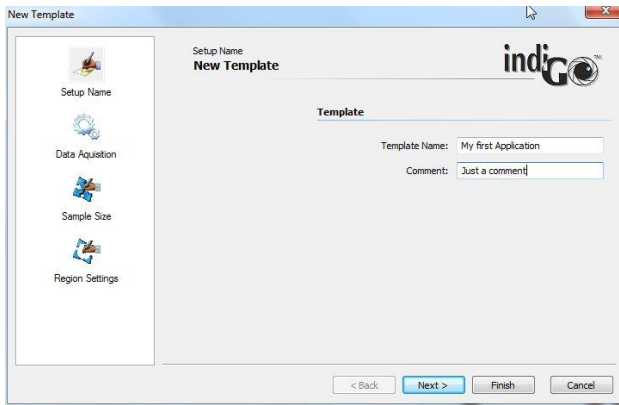 New Template
Setup Name
Data Aquisition
Sample Size
Region Settings
Setup Name
New Template
indiGo™
Template
Template Name: My first Application
Comment: Just a comment
< Back Next > Finish Cancel